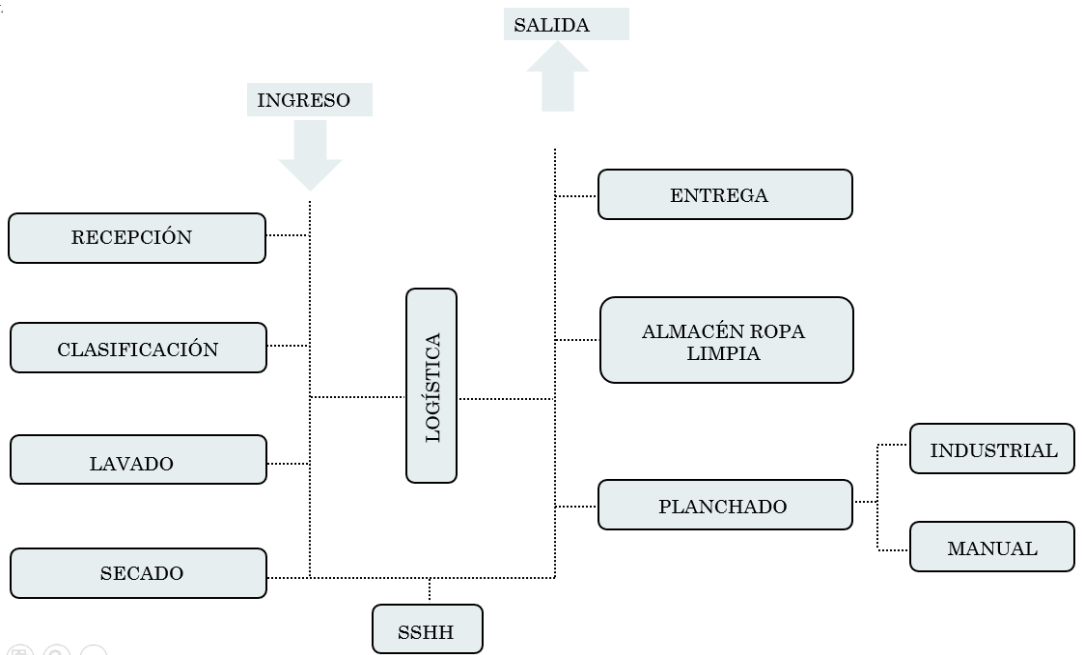 SALIDA
INGRESO
RECEPCIÓN
CLASIFICACIÓN
LAVADO
SECADO
LOGÍSTICA
SSHH
ENTREGA
ALMACÉN ROPA
LIMPIA
PLANCHADO
INDUSTRIAL
MANUAL